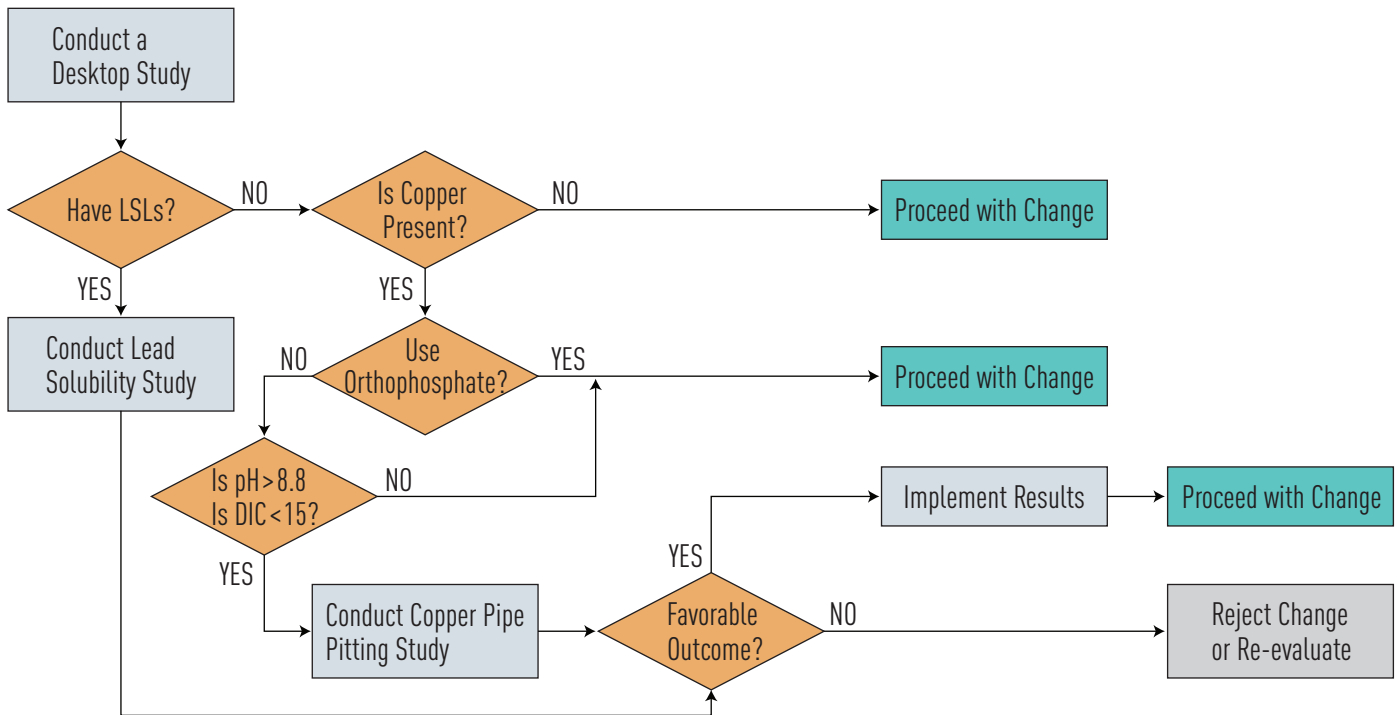 Conduct a
Desktop Study
Have LSLs?
NO
Is Copper
Present?
NO
Proceed with Change
YES
YES
Conduct Lead
Solubility Study
NO
Use
Orthophosphate?
YES
Proceed with Change
Is pH>8.8
Is DIC<15?
NO
Implement Results
Proceed with Change
YES
YES
Conduct Copper Pipe
Pitting Study
Favorable
Outcome?
NO
Reject Change
or Re-evaluate